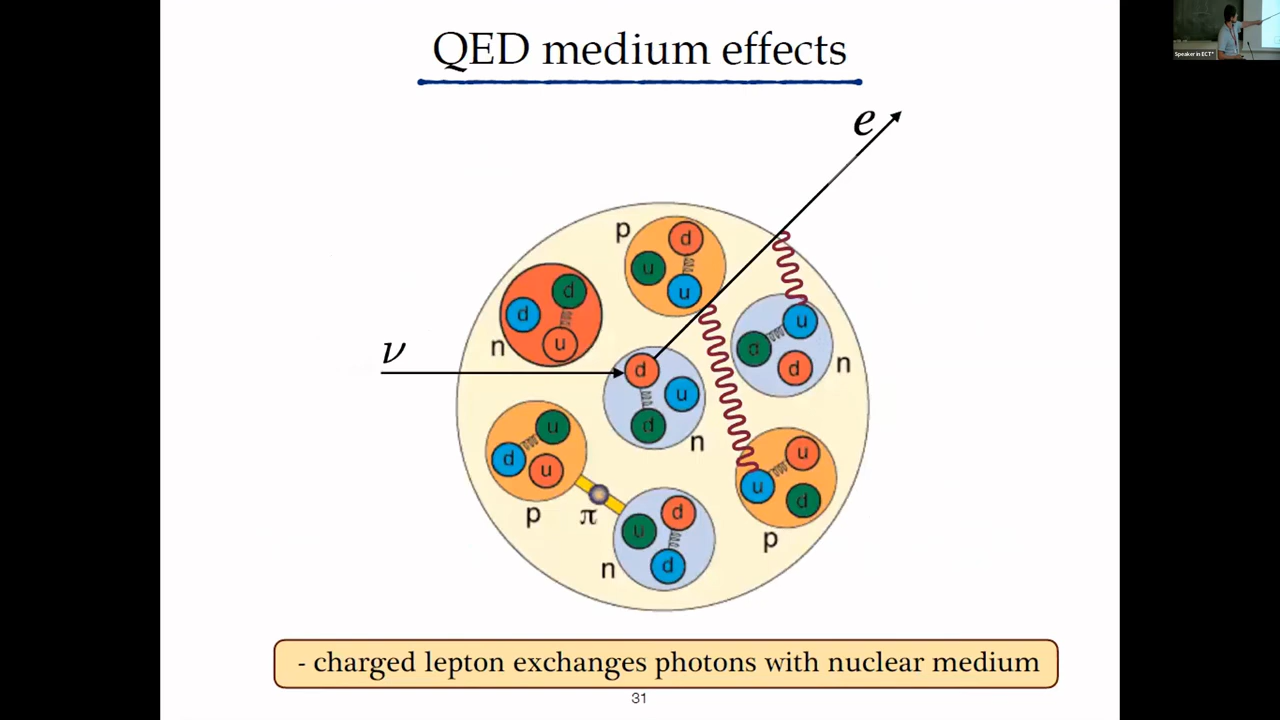 QED medium effects
Speaker in ECT*
e
ν
p
d
u
u
d
d
u
n
u
d
d
n
d
u
d
n
u
d
u
p
π
u
d
d
n
u
u
d
p
- charged lepton exchanges photons with nuclear medium
31